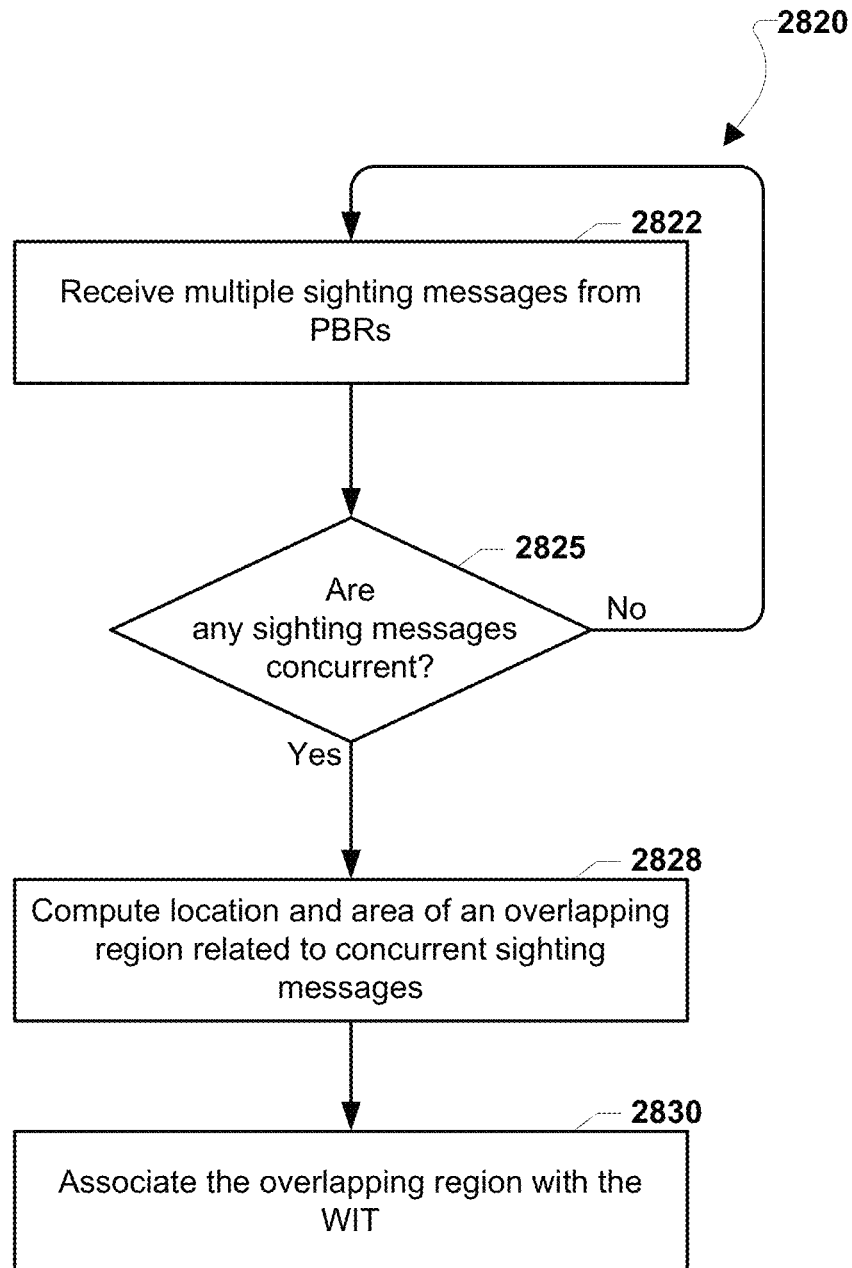 2820
2822
Receive multiple sighting messages from
PBRs
2825
Are
any sighting messages
concurrent?
No
Yes
2828
Compute location and area of an overlapping
region related to concurrent sighting
messages
2830
Associate the overlapping region with the
WIT